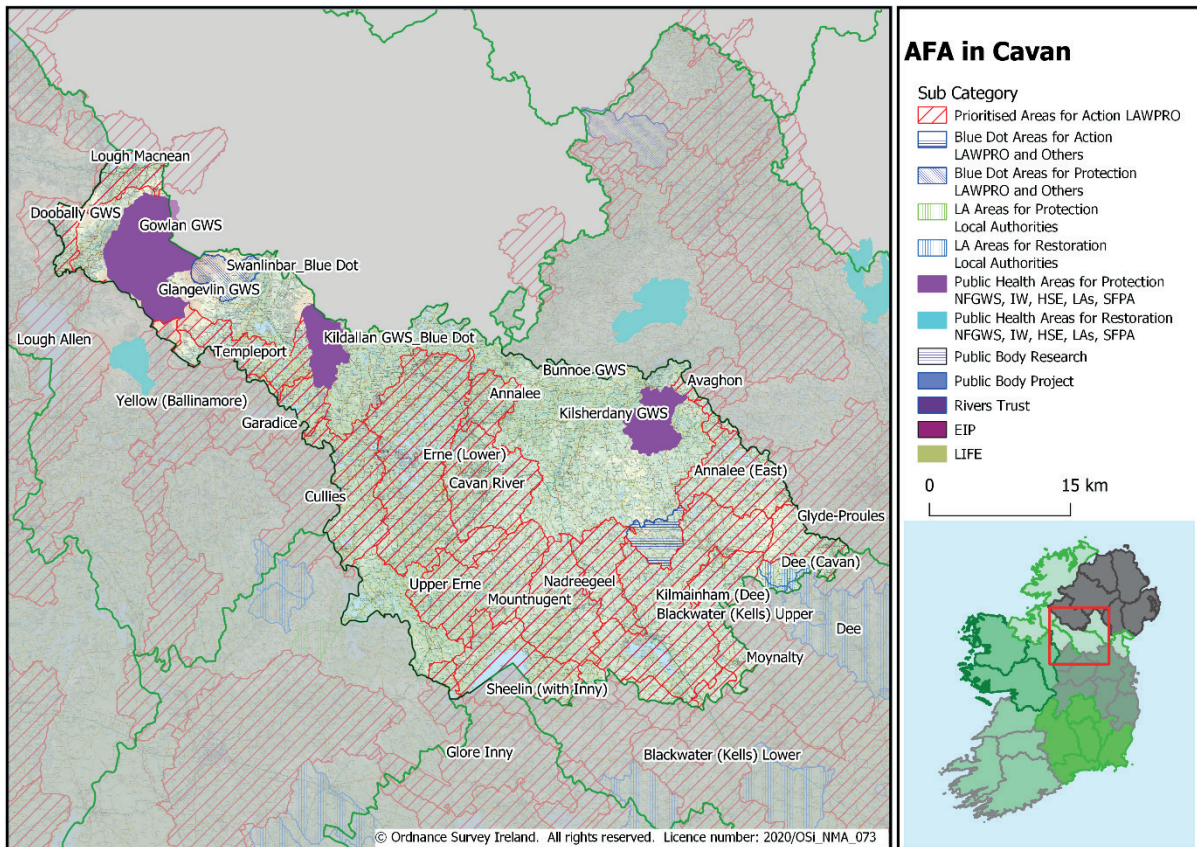 AFA in Cavan
Sub Category
Prioritised Areas for Action LAWPRO
Blue Dot Areas for Action
LAWPRO and Others
Blue Dot Areas for Protection
LAWPRO and Others
LA Areas for Protection
Local Authorities
LA Areas for Restoration
Local Authorities
Public Health Areas for Protection
NFGWS, IW, HSE, LAs, SFPA
Public Health Areas for Restoration
NFGWS, IW, HSE, LAs, SFPA
Public Body Research
Public Body Project
Rivers Trust
EIP
LIFE
0 15 km
Lough Macnean
Doobally GWS
Gowlan GWS
Swanlinbar_Blue Dot
Glangevlin GWS
Kildallan GWS_Blue Dot
Lough Allen
Templeport
Bunnoe GWS
Avaghon
Yellow (Ballinamore)
Annalee
Kilsherdany GWS
Garadice
Erne (Lower)
Cavan River
Annalee (East)
Cullies
Glyde-Proules
Dee (Cavan)
Upper Erne
Nadreegeel
Mountnugent
Kilmainham (Dee)
Blackwater (Kells) Upper
Dee
Moynalty
Sheelin (with Inny)
Glore Inny
Blackwater (Kells) Lower
© Ordnance Survey Ireland. All rights reserved. Licence number: 2020/OSi_NMA_073